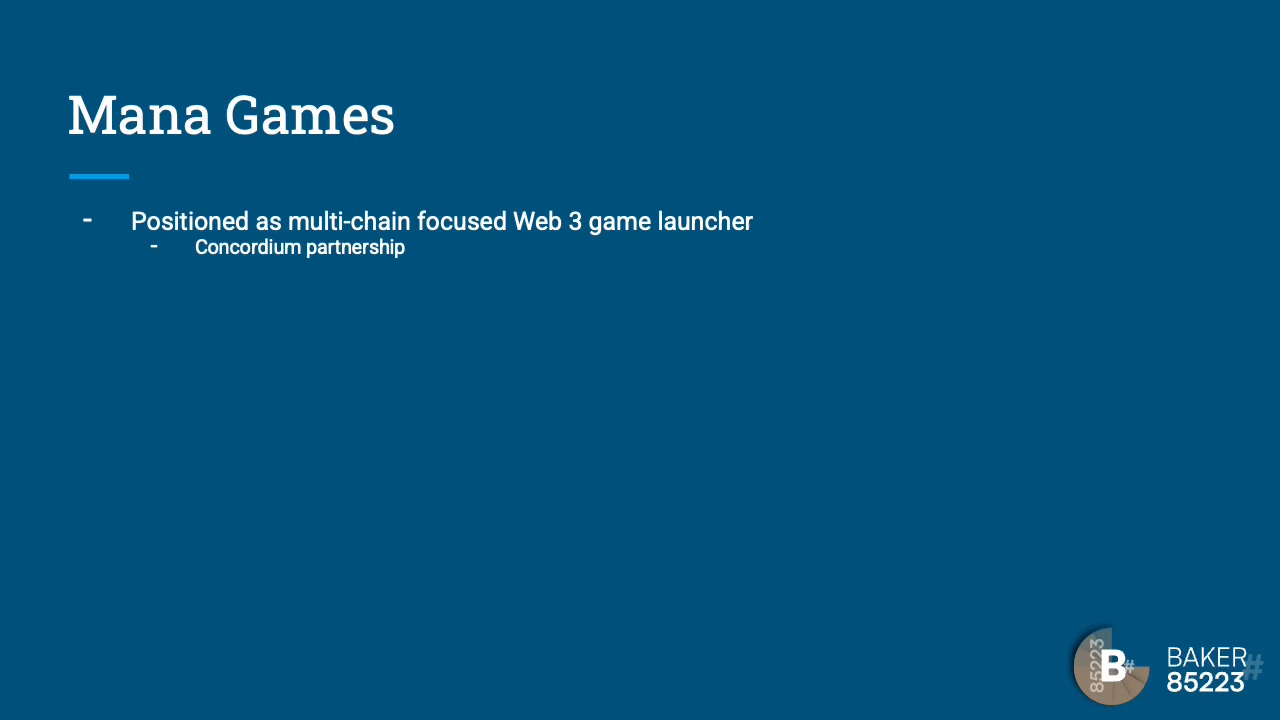 Mana Games
- Positioned as multi-chain focused Web 3 game launcher
- Concordium partnership
85223
B#
BAKER
85223
#